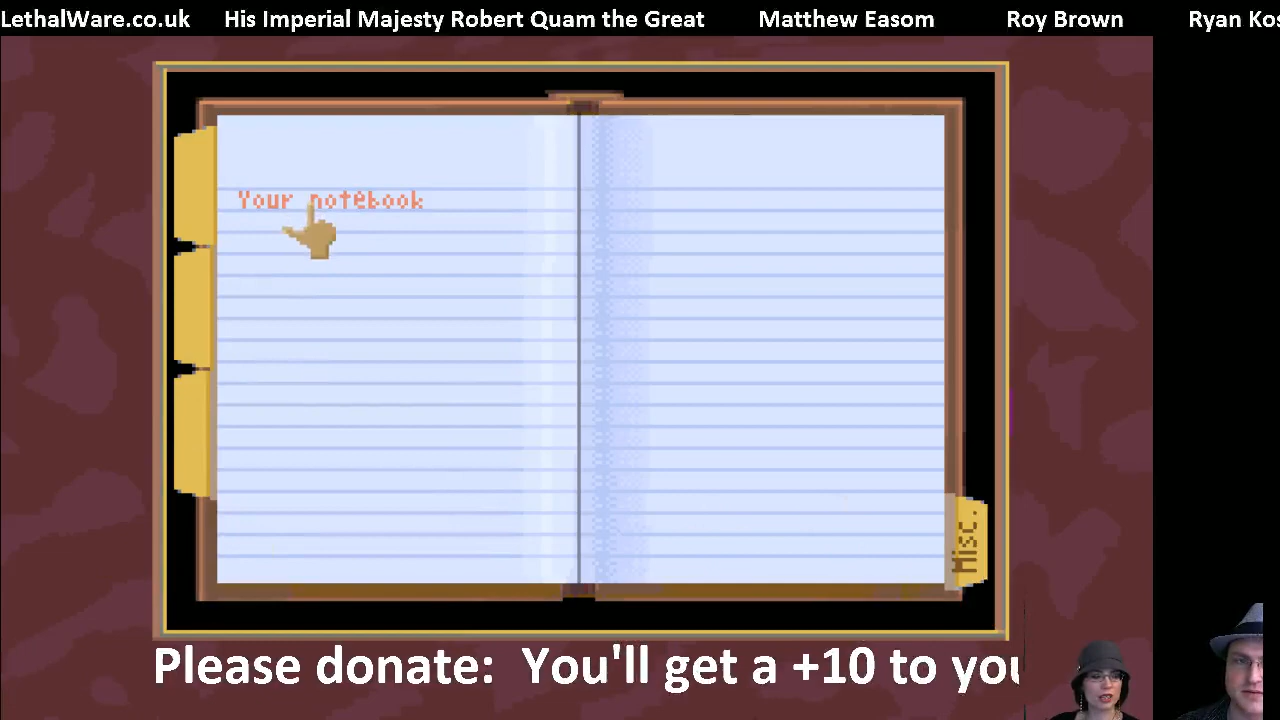 LethalWare.co.uk His Imperial Majesty Robert Quam the Great Matthew Easom Roy Brown Ryan
Your notebook
Misc.
Please donate: You'll get a +10 to